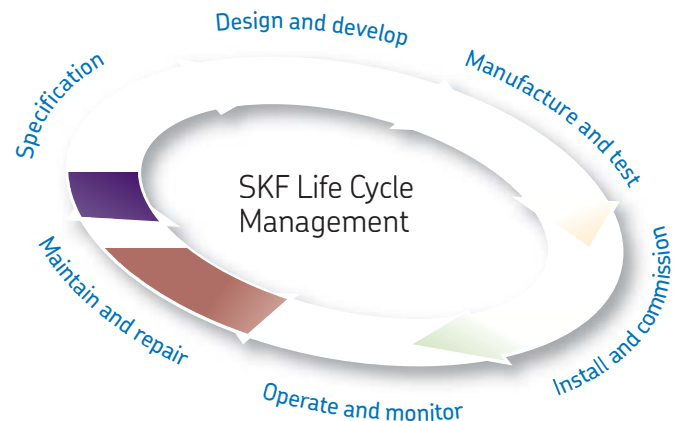 Design and develop
Manufacture and test
Specification
SKF Life Cycle
Management
Install and commission
Maintain and repair
Operate and monitor